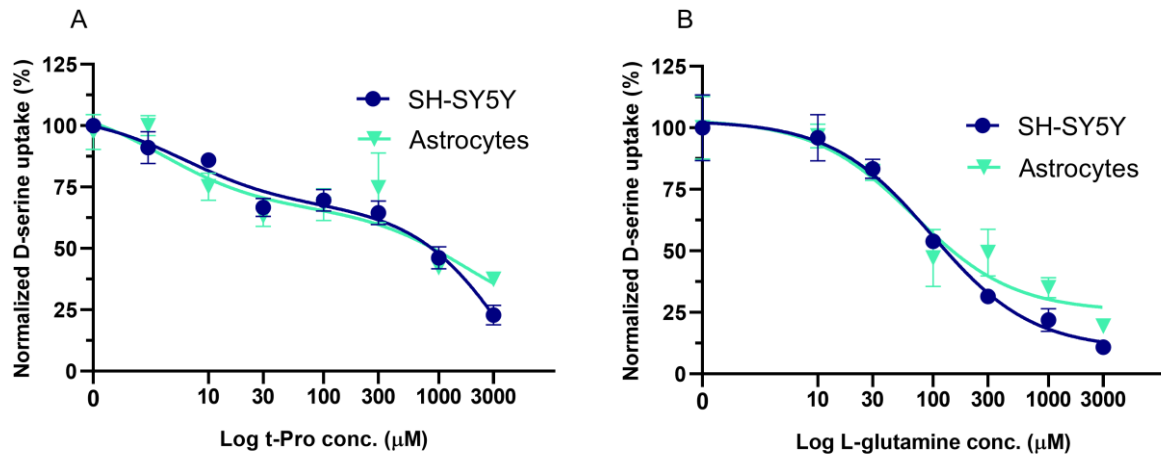 A
Normalized D-serine uptake (%)
125
100
75
50
25
0
SH-SY5Y
Astrocytes
0 10 30 100 300 1000 3000
Log t-Pro conc. (μM)
B
Normalized D-serine uptake (%)
125
100
75
50
25
0
SH-SY5Y
Astrocytes
0 10 30 100 300 1000 3000
Log L-glutamine conc. (μM)